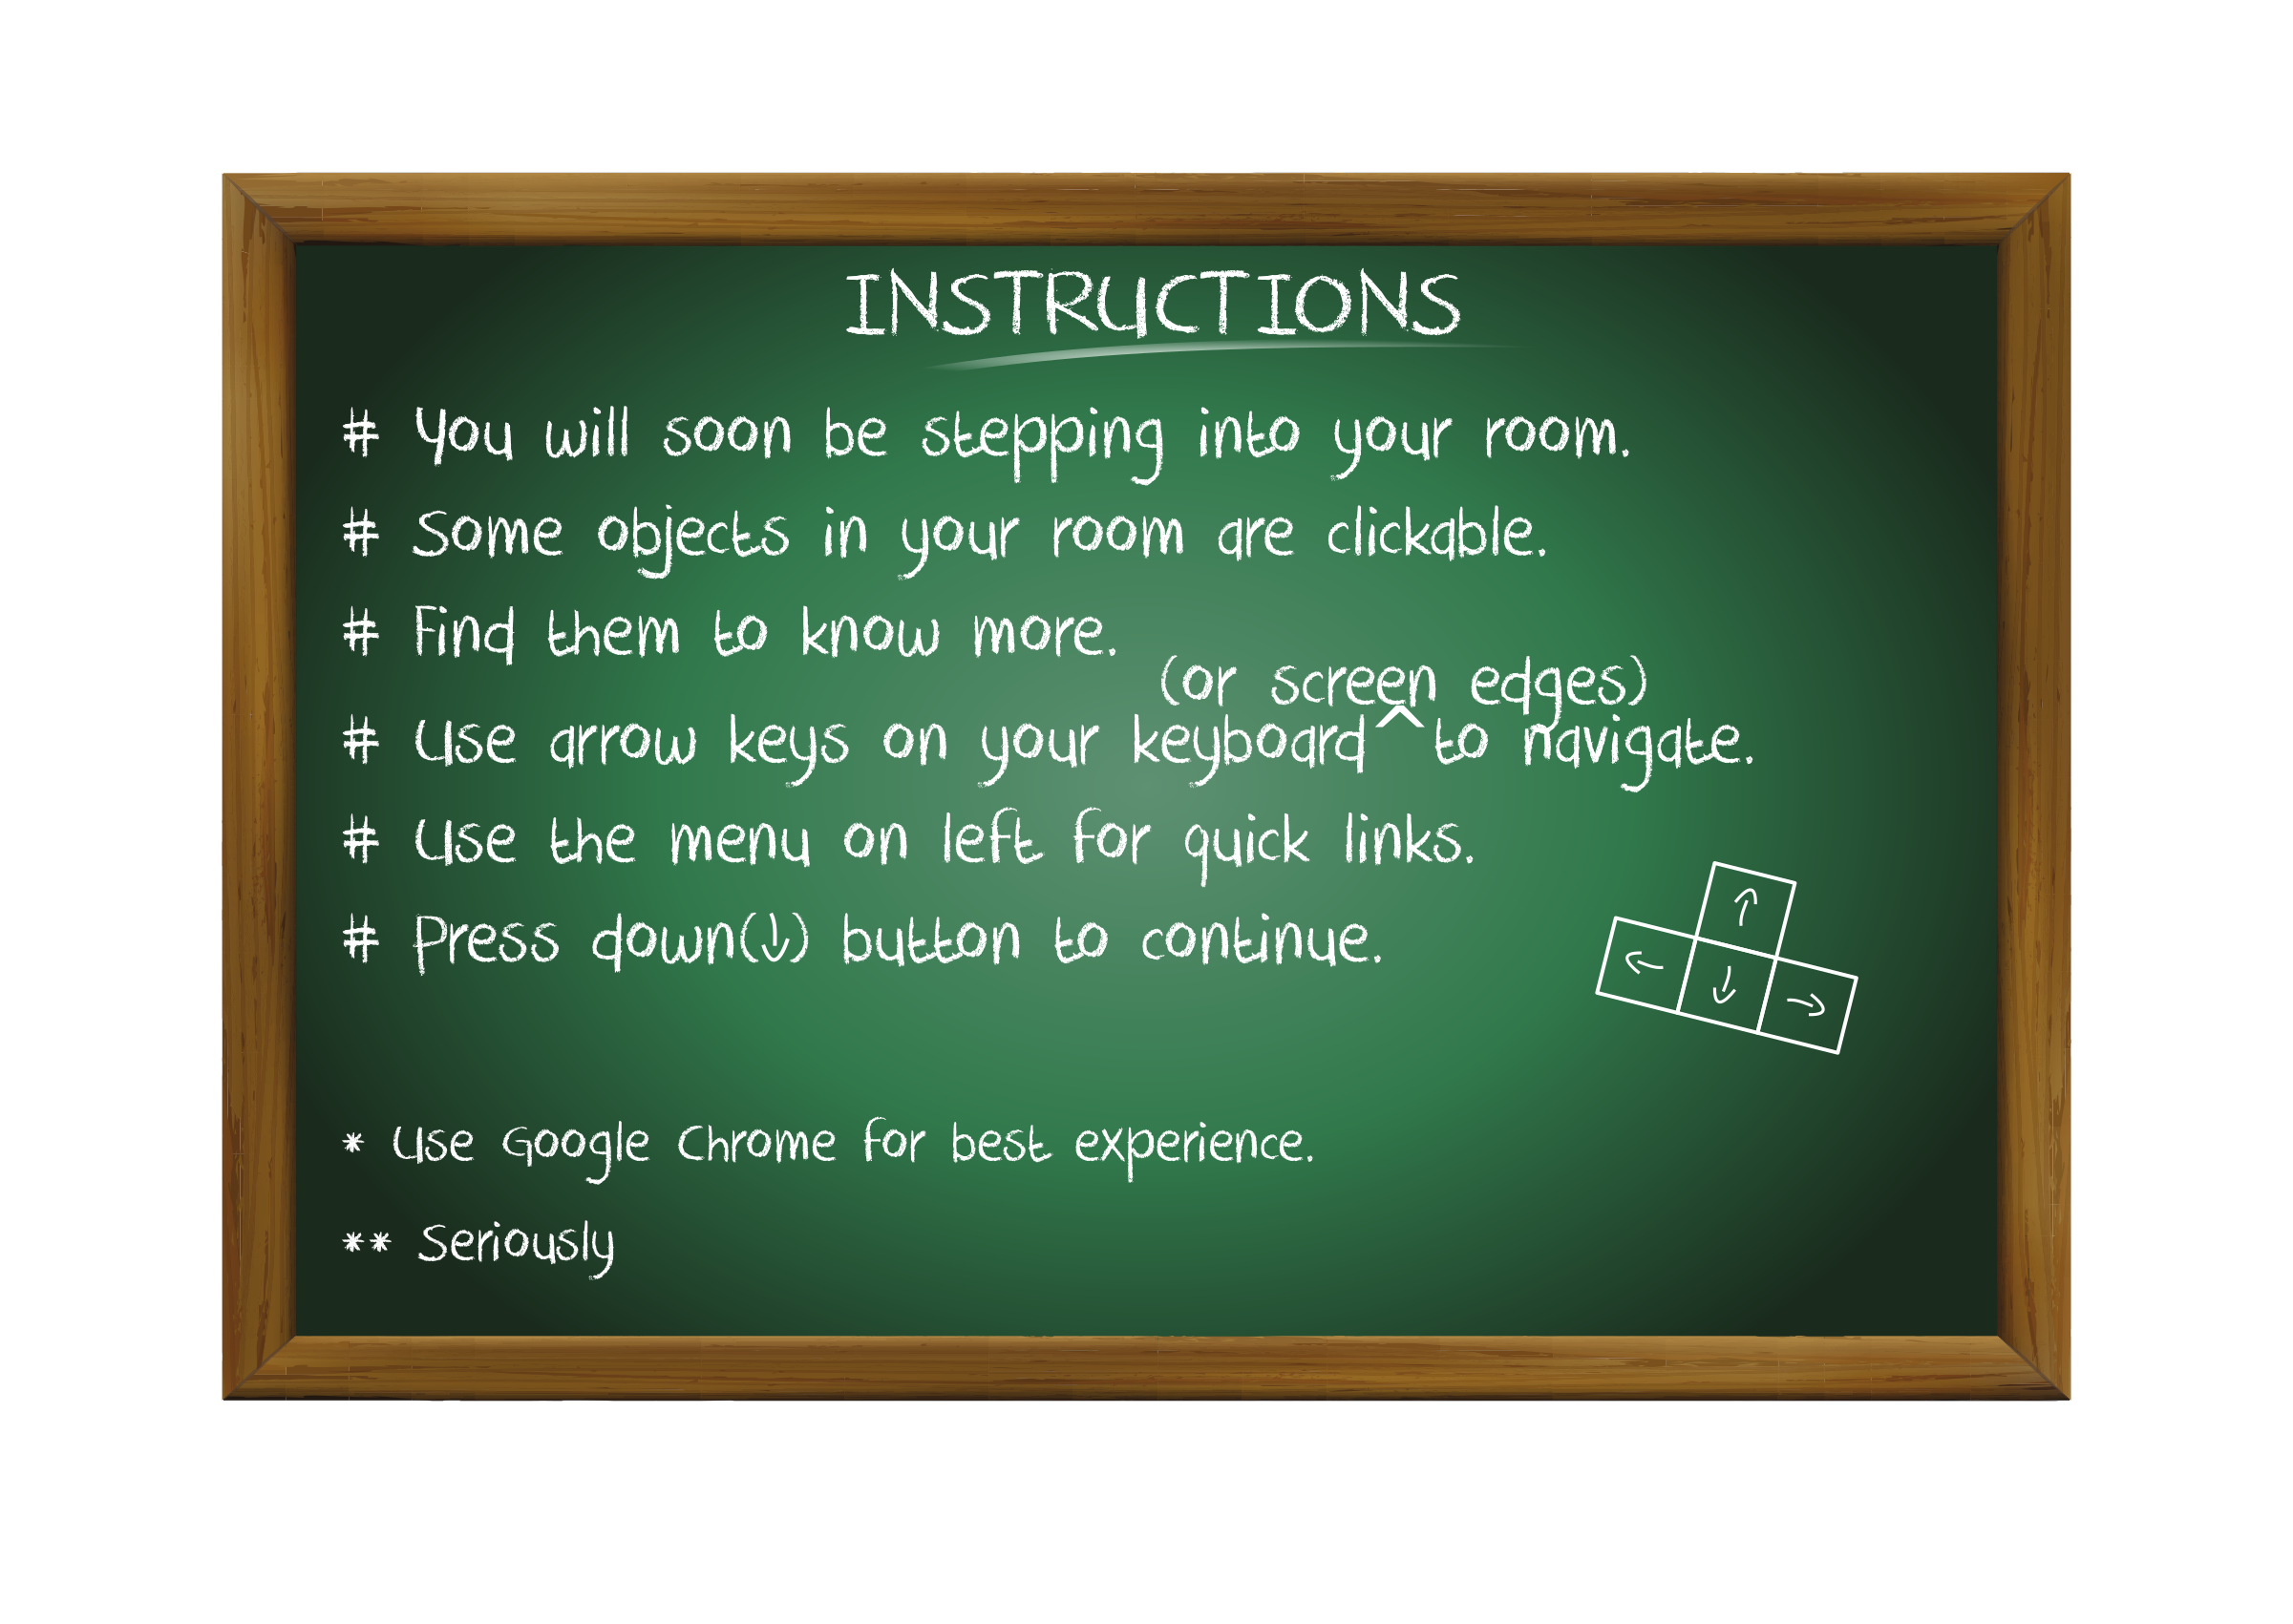 INSTRUCTIONS
# You will soon be stepping into your room.
# Some objects in your room are clickable.
# Find them to know more.
(or screen edges)
# Use arrow keys on your keyboard ^ to navigate.
# Use the menu on left for quick links.
# Press down(↓) button to continue.
↑
← ↓ →
* Use Google Chrome for best experience.
** Seriously